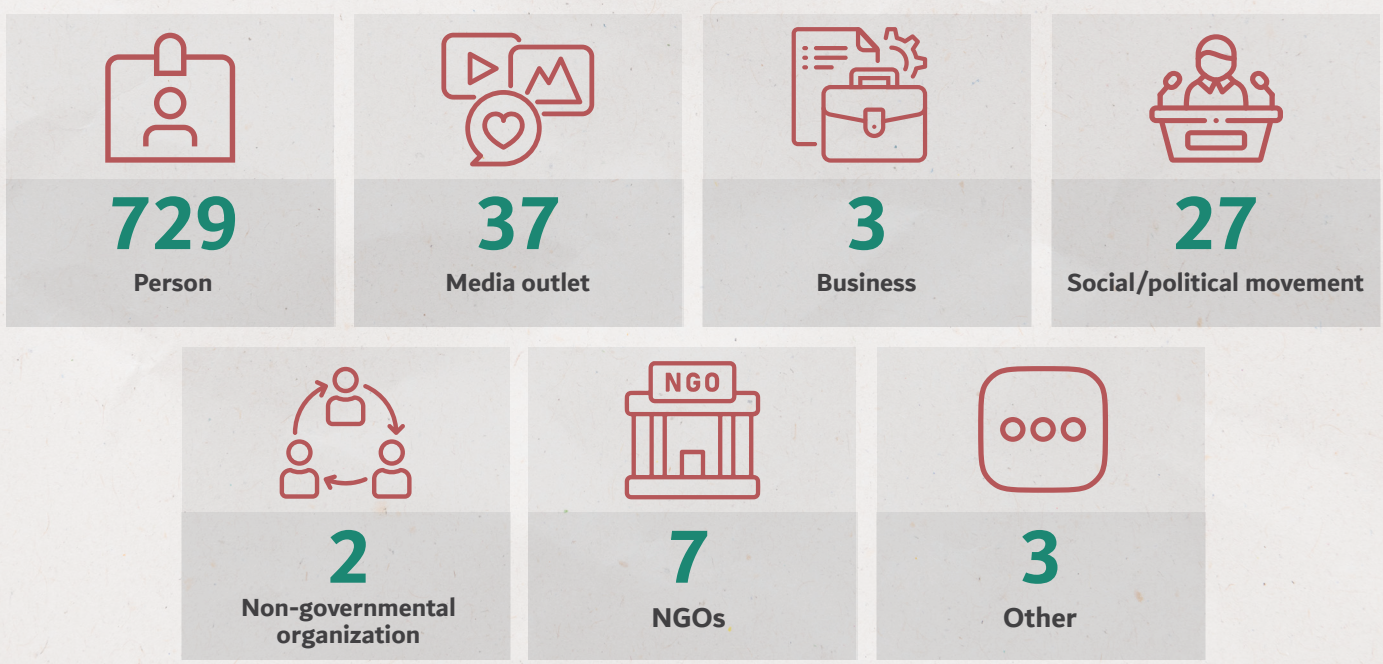 729
Person
37
Media outlet
3
Business
27
Social/political movement
2
Non-governmental
organization
NGO
7
NGOs
3
Other